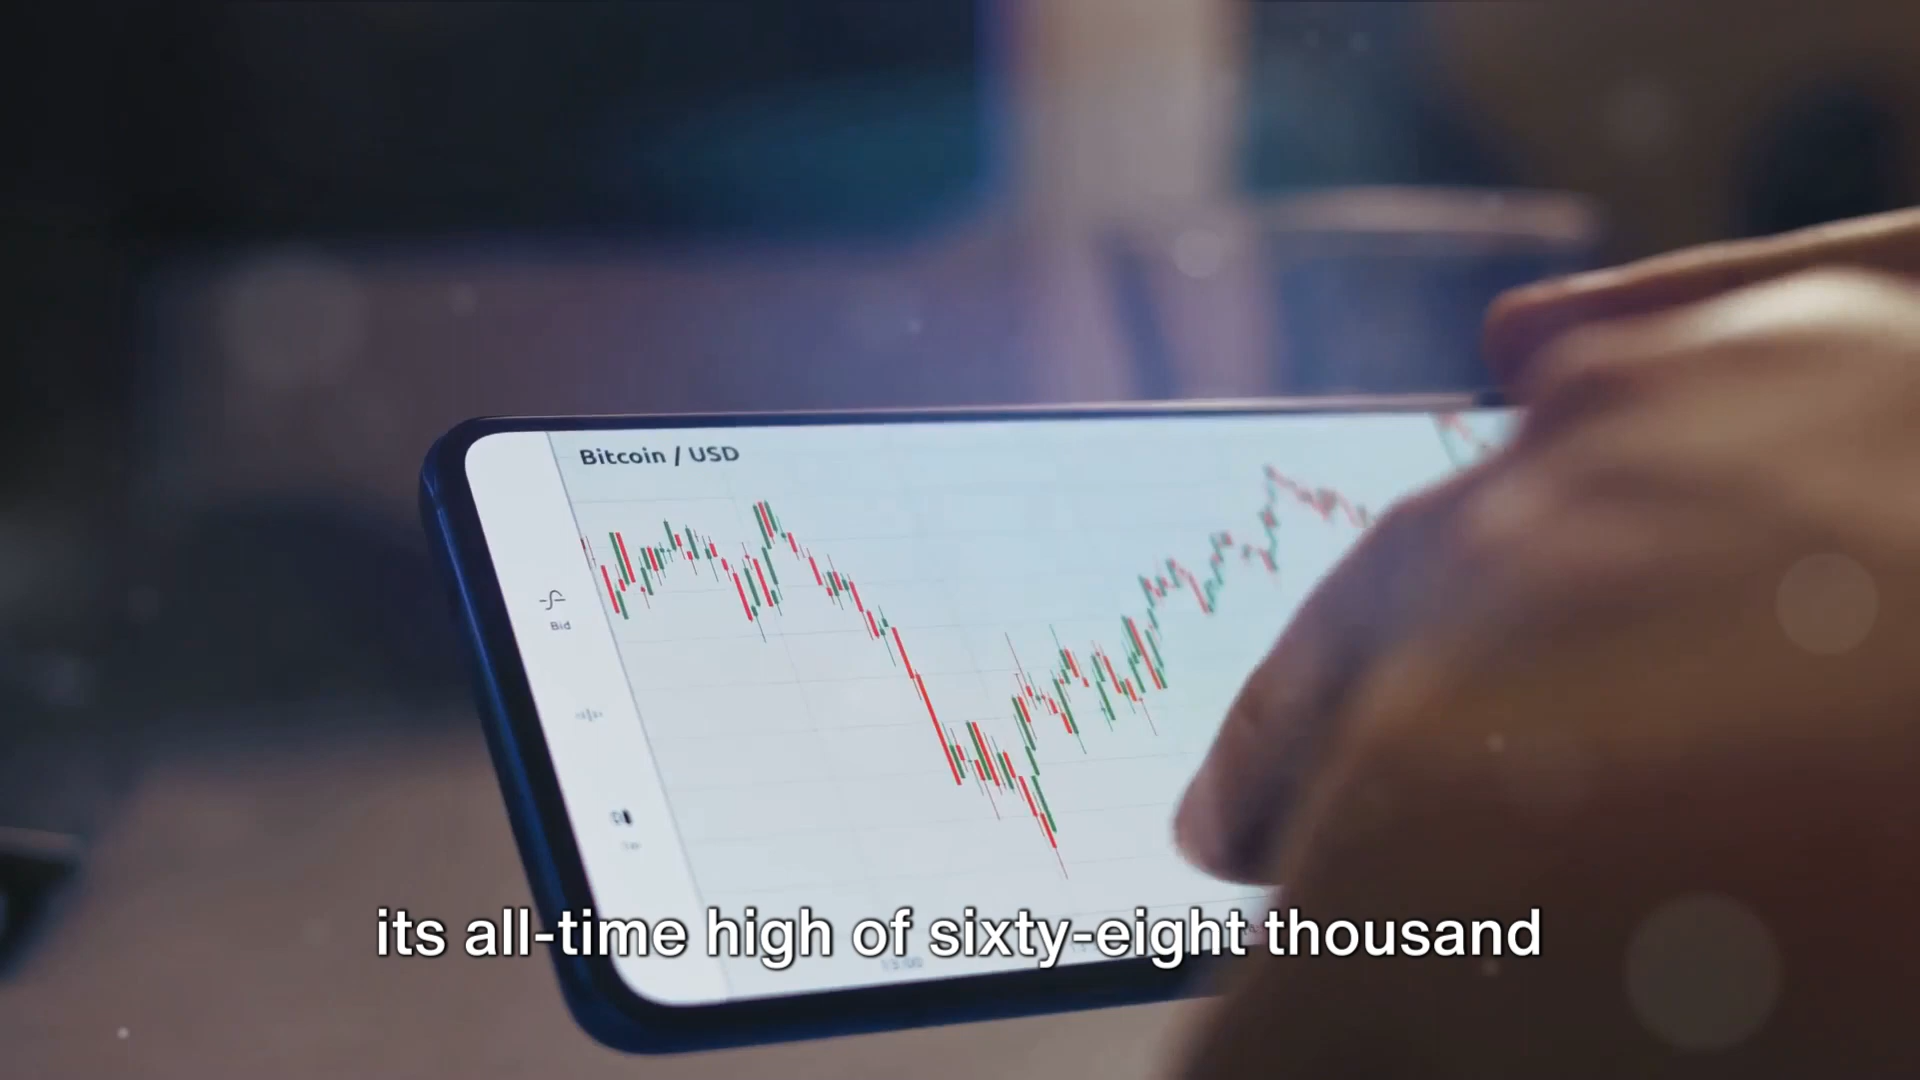 Bitcoin / USD
Bid
its all-time high of sixty-eight thousand